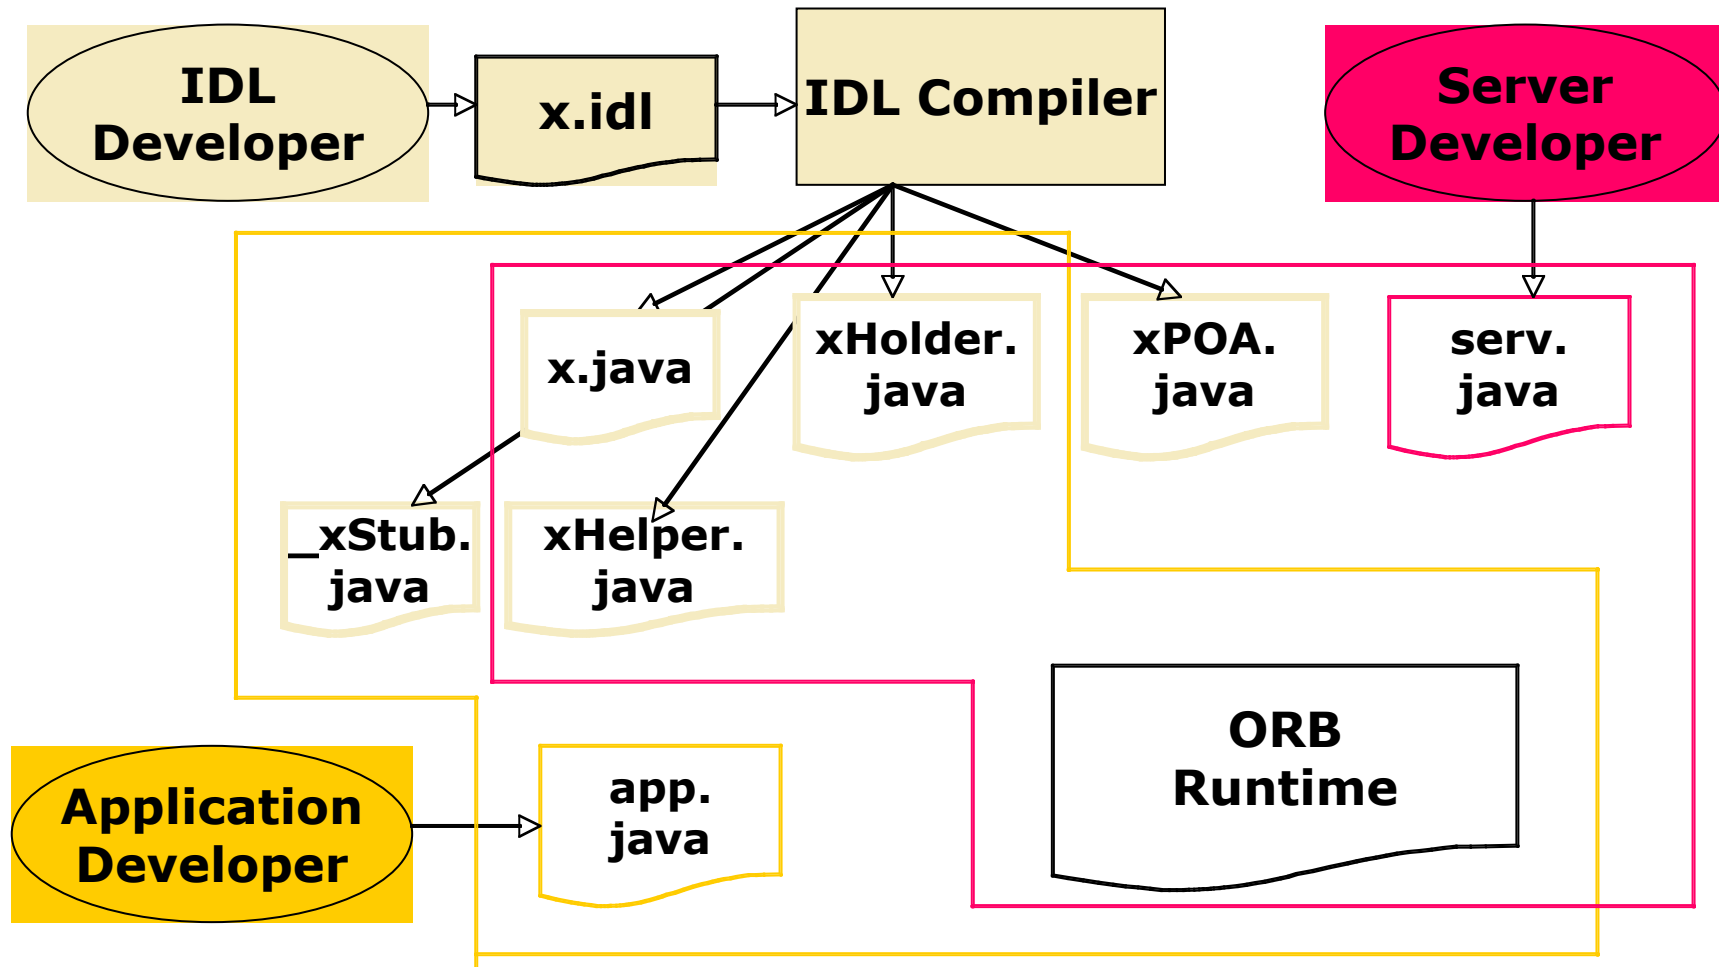 IDL
Developer
x.idl
IDL Compiler
Server
Developer
x.java
xHolder.
java
xPOA.
java
serv.
java
_xStub.
java
xHelper.
java
Application
Developer
app.
java
ORB
Runtime